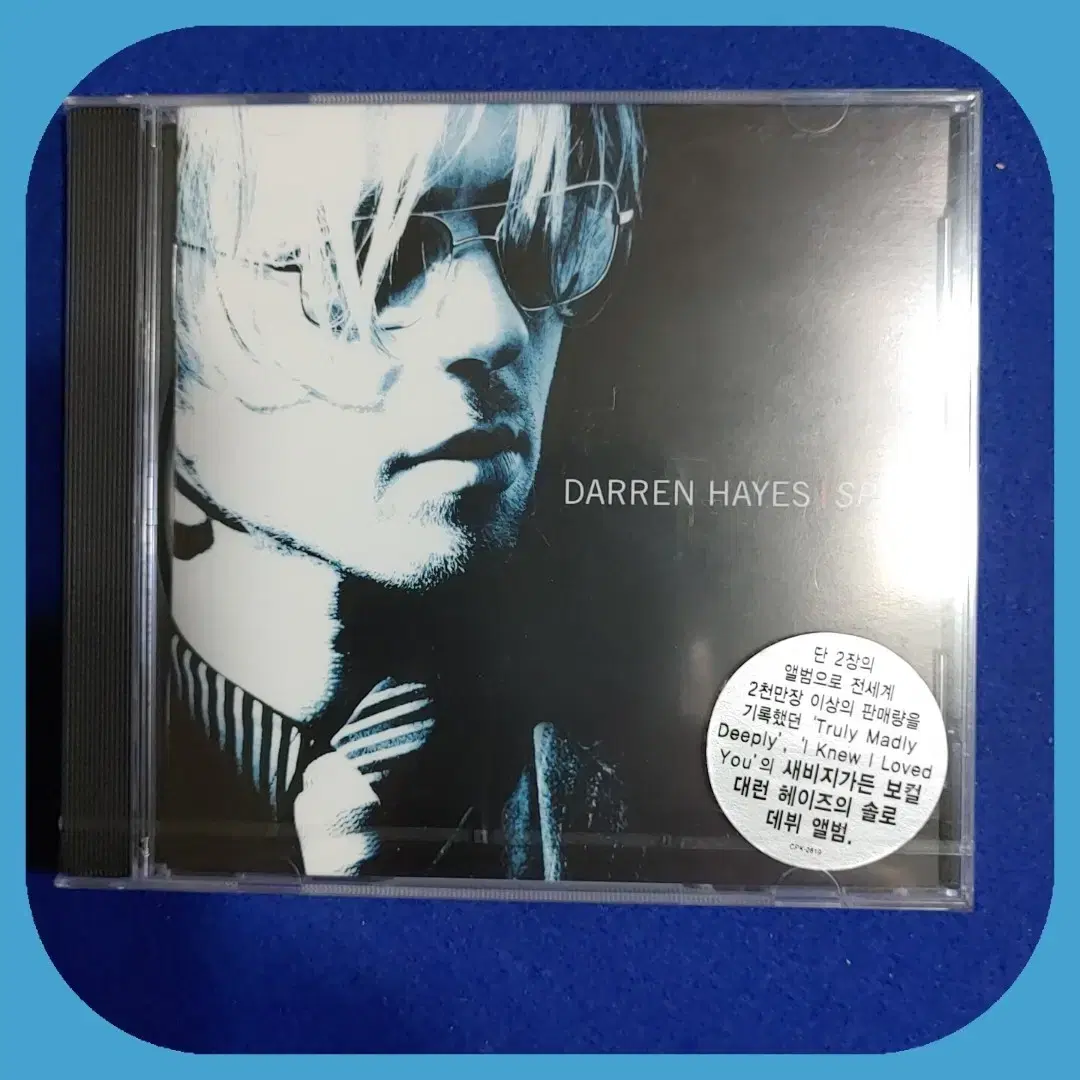 DARREN HAYES
단 2장의
앨범으로 전세계
2천만장 이상의 판매량을
기록했던 'Truly Madly
Deeply', 'I Knew I Loved
You'의 새비지가든 보컬
대런 헤이즈의 솔로
데뷔 앨범.